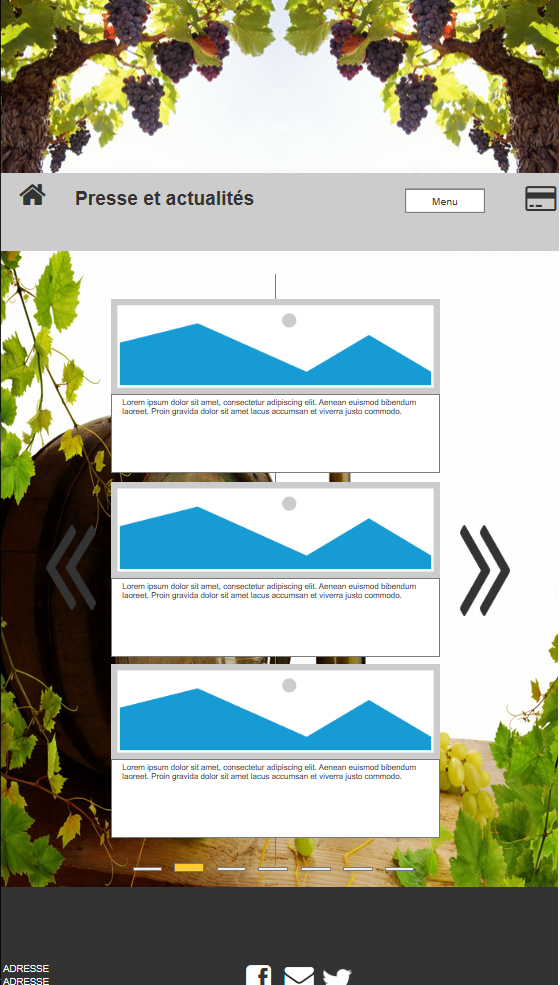 Presse et actualités
Menu
Lorem ipsum dolor sit amet, consectetur adipiscing elit. Aenean euismod bibendum
laoreet. Proin gravida dolor sit amet lacus accumsan et viverra justo commodo.
Lorem ipsum dolor sit amet, consectetur adipiscing elit. Aenean euismod bibendum
laoreet. Proin gravida dolor sit amet lacus accumsan et viverra justo commodo.
Lorem ipsum dolor sit amet, consectetur adipiscing elit. Aenean euismod bibendum
laoreet. Proin gravida dolor sit amet lacus accumsan et viverra justo commodo.
ADRESSE
ADRESSE